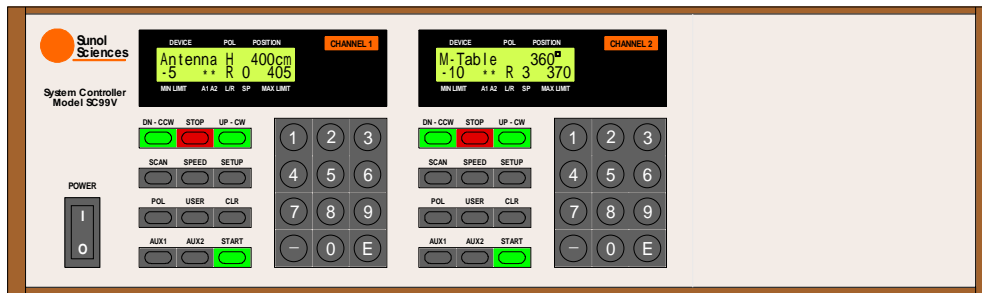 Sunol
Sciences
System Controller
Model SC99V
POWER
I
O
DEVICE POL POSITION CHANNEL 1
Antenna H 400cm
-5 ** R 0 405
MIN LIMIT A1 A2 L/R SP MAX LIMIT
DN - CCW STOP UP - CW
SCAN SPEED SETUP
POL USER CLR
AUX1 AUX2 START
1 2 3
4 5 6
7 8 9
— 0 E
DEVICE POL POSITION CHANNEL 2
M-Table 360°
-10 ** R 3 370
MIN LIMIT A1 A2 L/R SP MAX LIMIT
DN - CCW STOP UP - CW
SCAN SPEED SETUP
POL USER CLR
AUX1 AUX2 START
1 2 3
4 5 6
7 8 9
— 0 E